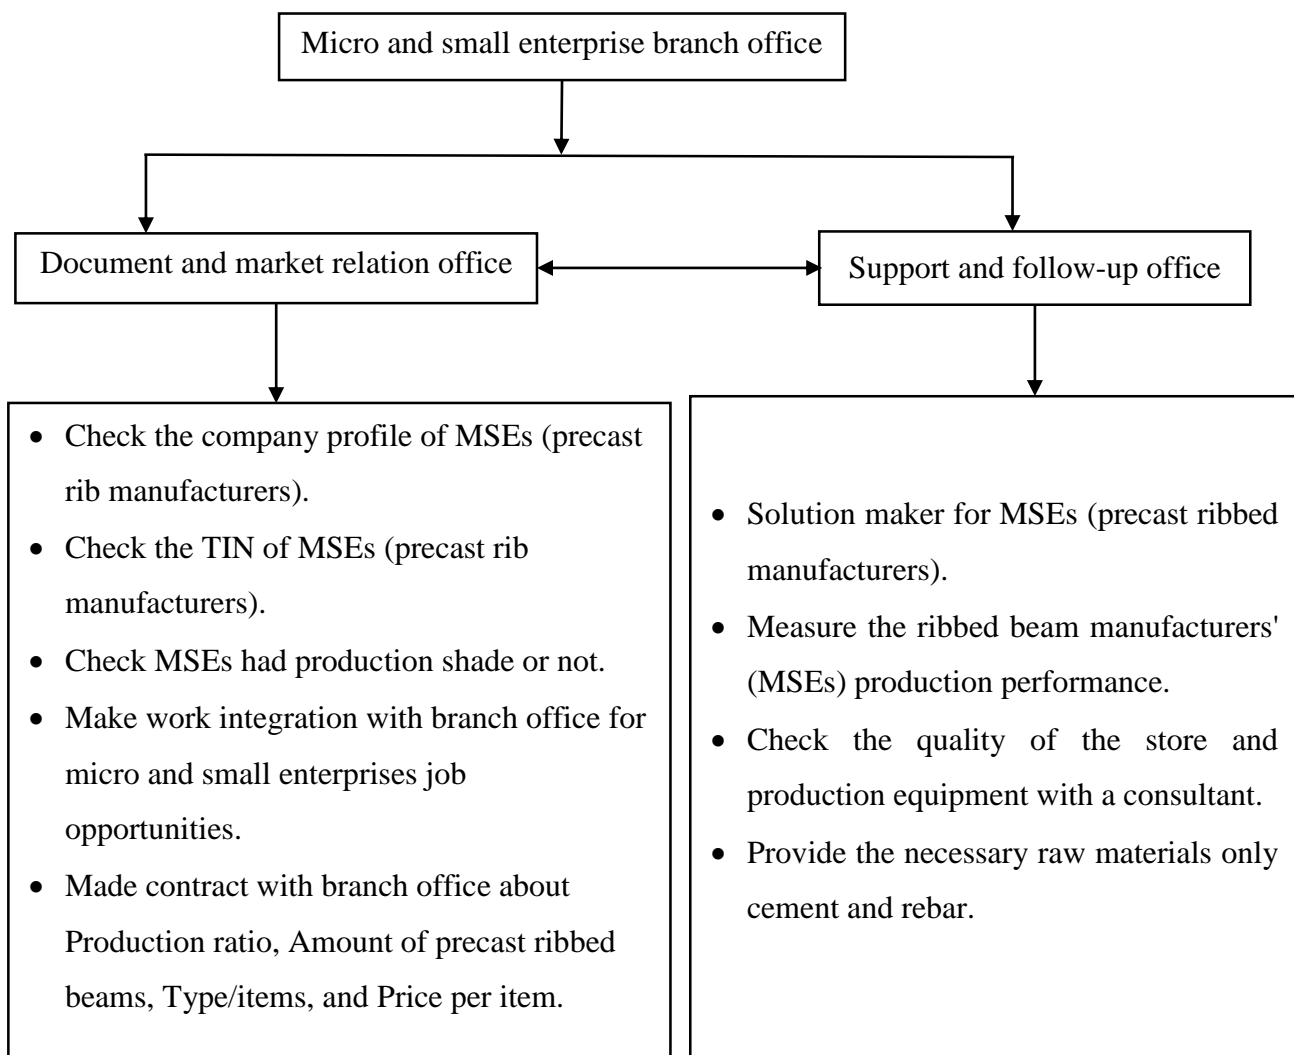 Micro and small enterprise branch office
Document and market relation office
Support and follow-up office
• Check the company profile of MSEs (precast
rib manufacturers).
• Check the TIN of MSEs (precast rib
manufacturers).
• Check MSEs had production shade or not.
• Make work integration with branch office for
micro and small enterprises job
opportunities.
• Made contract with branch office about
Production ratio, Amount of precast ribbed
beams, Type/items, and Price per item.
• Solution maker for MSEs (precast ribbed
manufacturers).
• Measure the ribbed beam manufacturers'
(MSEs) production performance.
• Check the quality of the store and
production equipment with a consultant.
• Provide the necessary raw materials only
cement and rebar.